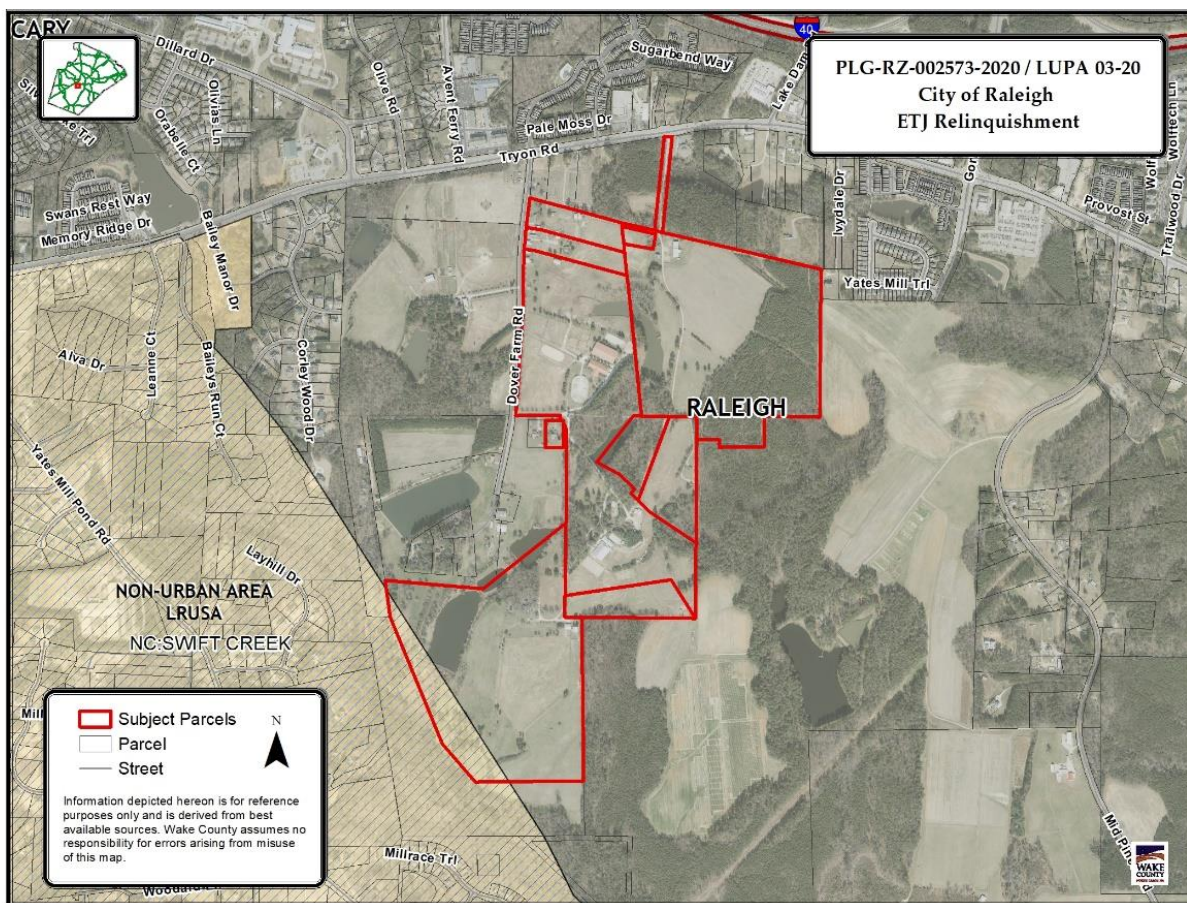 CARY
Dillard Dr
Olivias Ln
Orabelle Ct
Olive Rd
Avent Ferry Rd
Sugarbend Way
Pale Moss Dr
Tryon Rd
Lake Dam
40
PLG-RZ-002573-2020 / LUPA 03-20
City of Raleigh
ETJ Relinquishment
Swans Rest Way
Memory Ridge Dr
Bailey Manor Dr
Ivydale Dr
Provost St
Trailwood Dr
Wolftech Ln
Yates Mill Trl
Alva Dr
Leanne Ct
Baileys Run Ct
Corley Wood Dr
Dover Farm Rd
RALEIGH
Yates Mill Pond Rd
Layhill Dr
NON-URBAN AREA
LRUSA
NC:SWIFT CREEK
Subject Parcels
Parcel
Street
N
Information depicted hereon is for reference
purposes only and is derived from best
available sources. Wake County assumes no
responsibility for errors arising from misuse
of this map.
Millrace Trl
WAKE
COUNTY